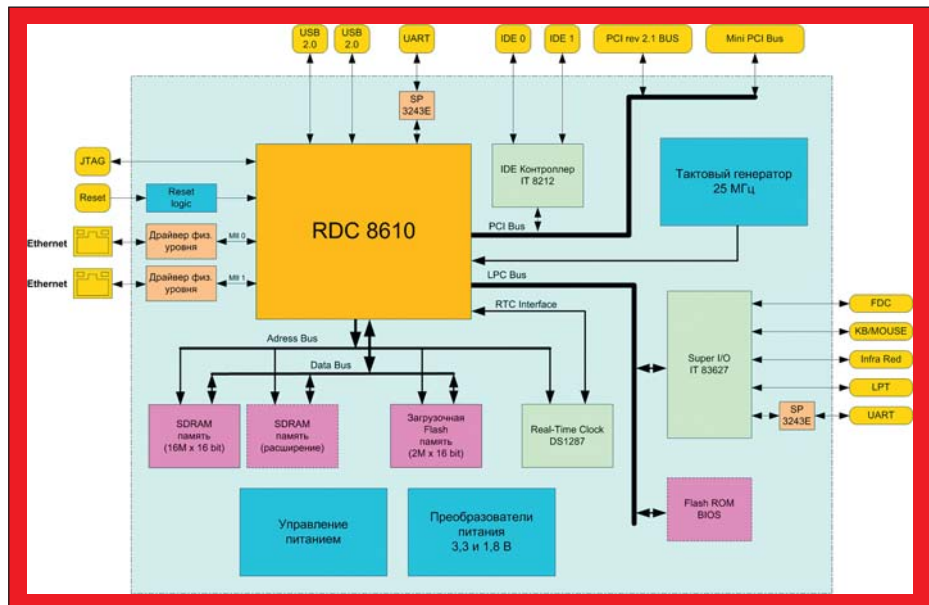 USB
2.0
USB
2.0
UART
IDE 0
IDE 1
PCI rev 2.1 BUS
Mini PCI Bus
SP
3243E
JTAG
Reset
Reset
logic
RDC 8610
IDE Контроллер
IT 8212
Тактовый генератор
25 МГц
PCI Bus
Ethernet
Драйвер физ.
уровня
MII 0
Ethernet
Драйвер физ.
уровня
MII 1
LPC Bus
RTC Interface
Adress Bus
Data Bus
Super I/O
IT 83627
FDC
KB/MOUSE
Infra Red
LPT
SP
3243E
UART
SDRAM
память
(16M x 16 bit)
SDRAM
память
(расширение)
Загрузочная
Flash
память
(2M x 16 bit)
Real-Time Clock
DS1287
Flash ROM
BIOS
Управление
питанием
Преобразователи
питания
3,3 и 1,8 В